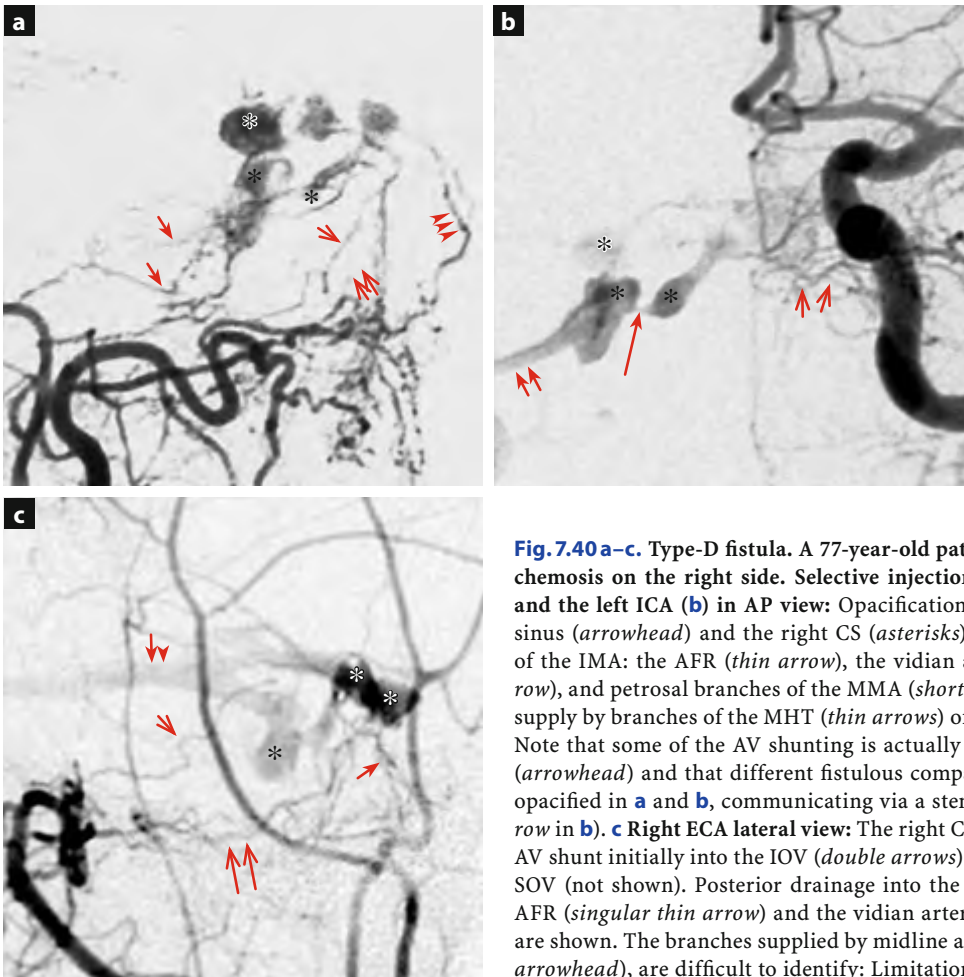 a
b
c
Fig. 7.40 a–c. Type-D fistula. A 77-year-old pat
chemosis on the right side. Selective injection
and the left ICA (b) in AP view: Opacification
sinus (arrowhead) and the right CS (asterisks)
of the IMA: the AFR (thin arrow), the vidian a
row), and petrosal branches of the MMA (short
supply by branches of the MHT (thin arrows) o
Note that some of the AV shunting is actually
(arrowhead) and that different fistulous comp
opacified in a and b, communicating via a sten
row in b). c Right ECA lateral view: The right C
AV shunt initially into the IOV (double arrows)
SOV (not shown). Posterior drainage into the
AFR (singular thin arrow) and the vidian arter
are shown. The branches supplied by midline a
arrowhead), are difficult to identify: Limitation